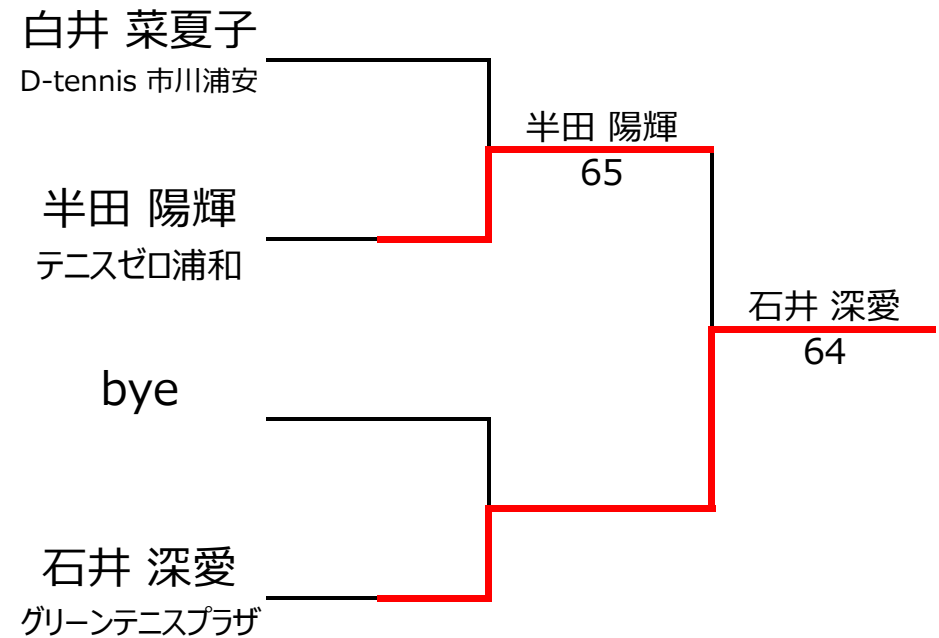 白井 菜夏子
D-tennis 市川浦安
半田 陽輝
65
半田 陽輝
テニスゼロ浦和
石井 深愛
64
bye
石井 深愛
グリーンテニスプラザ